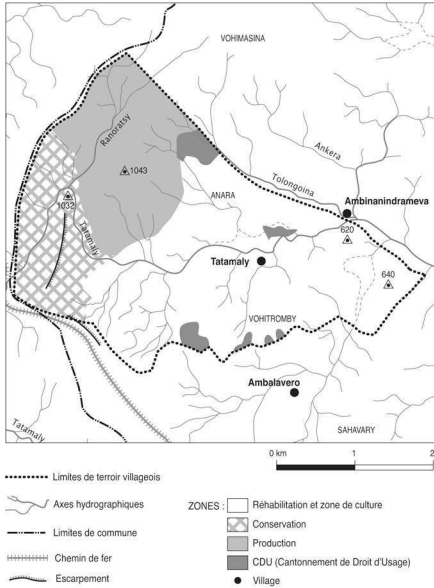 VOHIMASINA
Ranoratsy
Ankera
1043
Tolongoina
ANARA
1032
Ambinanindrameva
620
Tatamaly
Tatamaly
640
VOHITROMBY
Ambalavero
Tatamaly
SAHAVARY
0 km 1 2
Limites de terroir villageois
Axes hydrographiques
Limites de commune
Chemin de fer
Escarpement
ZONES :
Réhabilitation et zone de culture
Conservation
Production
CDU (Cantonnement de Droit d'Usage)
Village